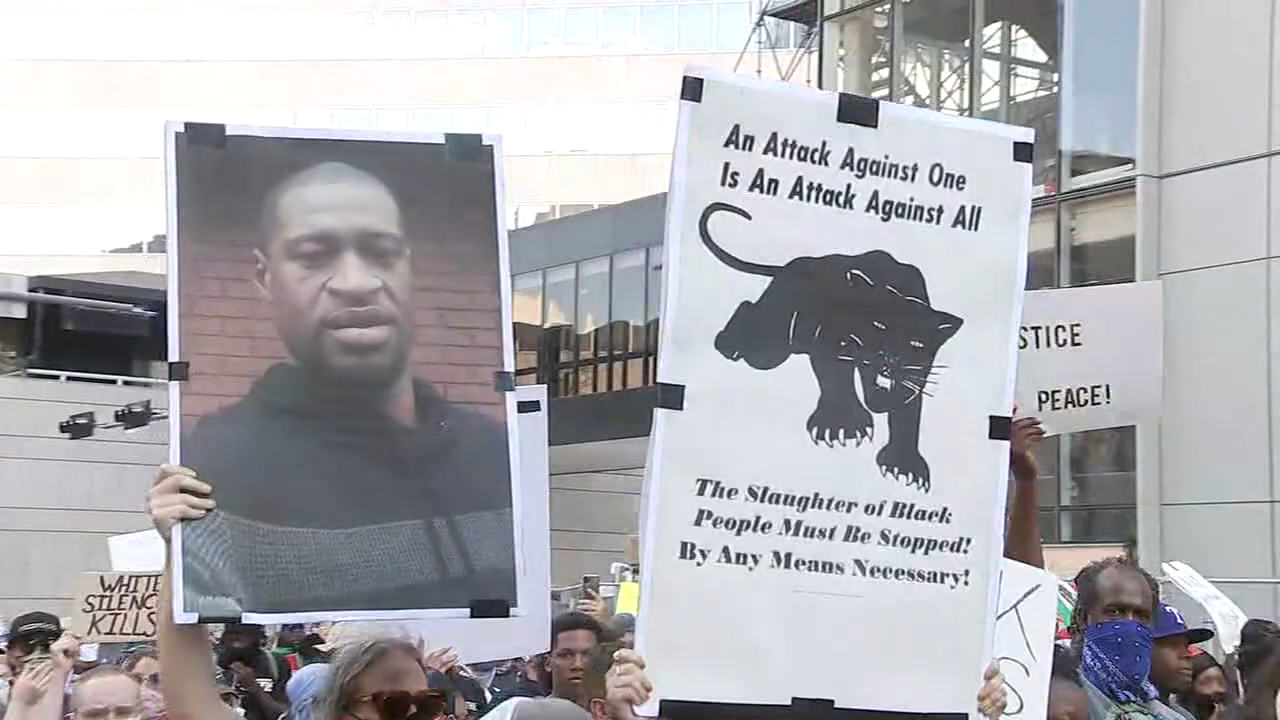 An Attack Against One
Is An Attack Against All
The Slaughter of Black
People Must Be Stopped!
By Any Means Necessary!
STICE
PEACE!
WHITE
SILENC
KILLS